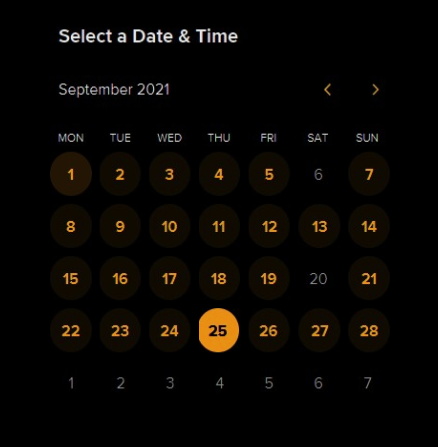 Select a Date & Time
September 2021
MON TUE WED THU FRI SAT SUN
1 2 3 4 5 6 7
8 9 10 11 12 13 14
15 16 17 18 19 20 21
22 23 24 25 26 27 28
1 2 3 4 5 6 7